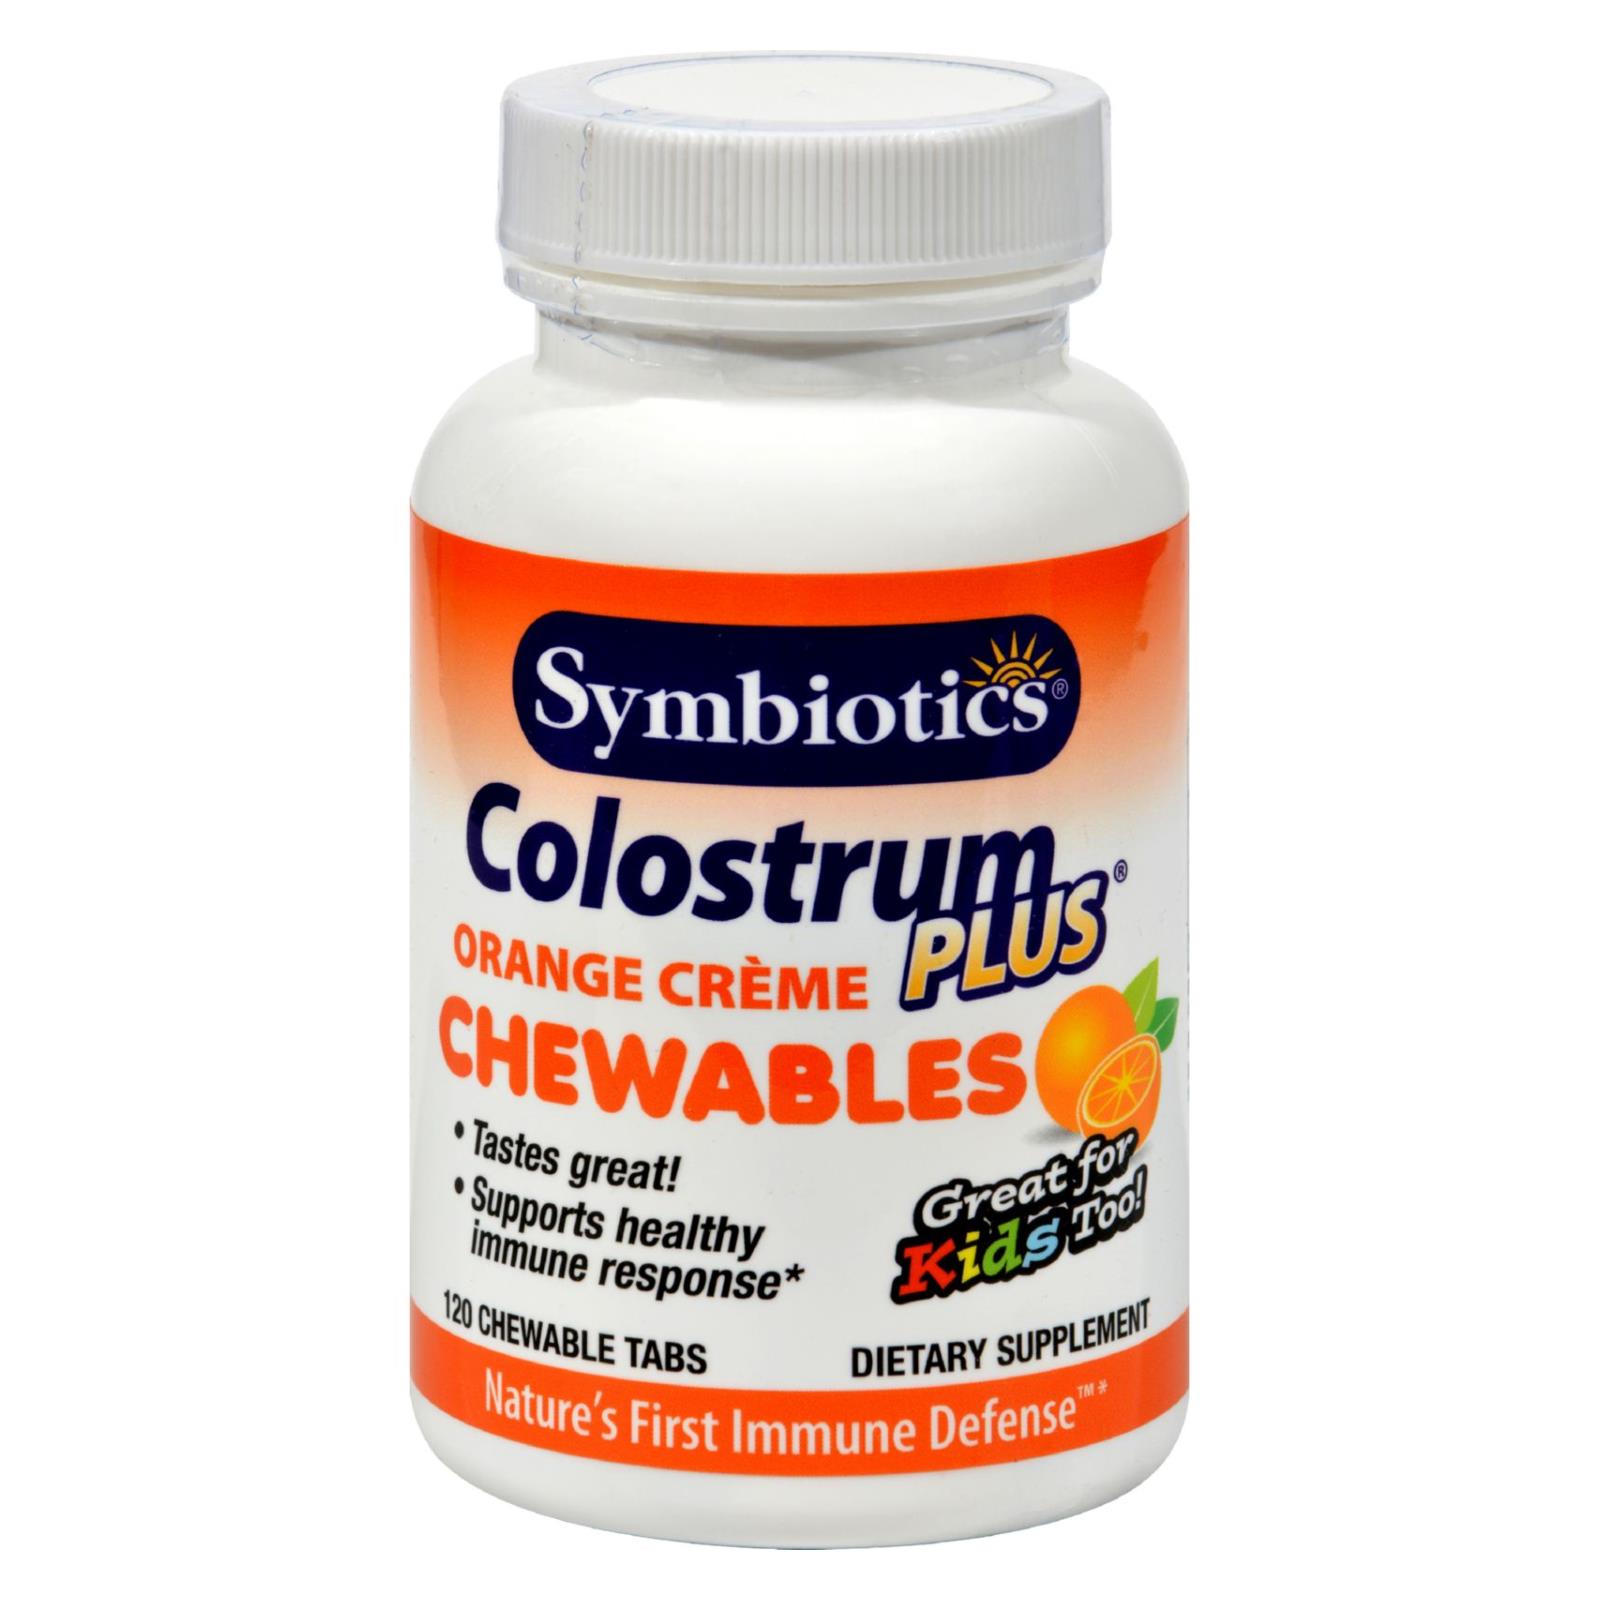 Symbiotics®
Colostrum
PLUS®
ORANGE CRÈME
CHEWABLES
• Tastes great!
• Supports healthy
immune response*
Great for
Kids Too!
120 CHEWABLE TABS
DIETARY SUPPLEMENT
Nature's First Immune Defense™*